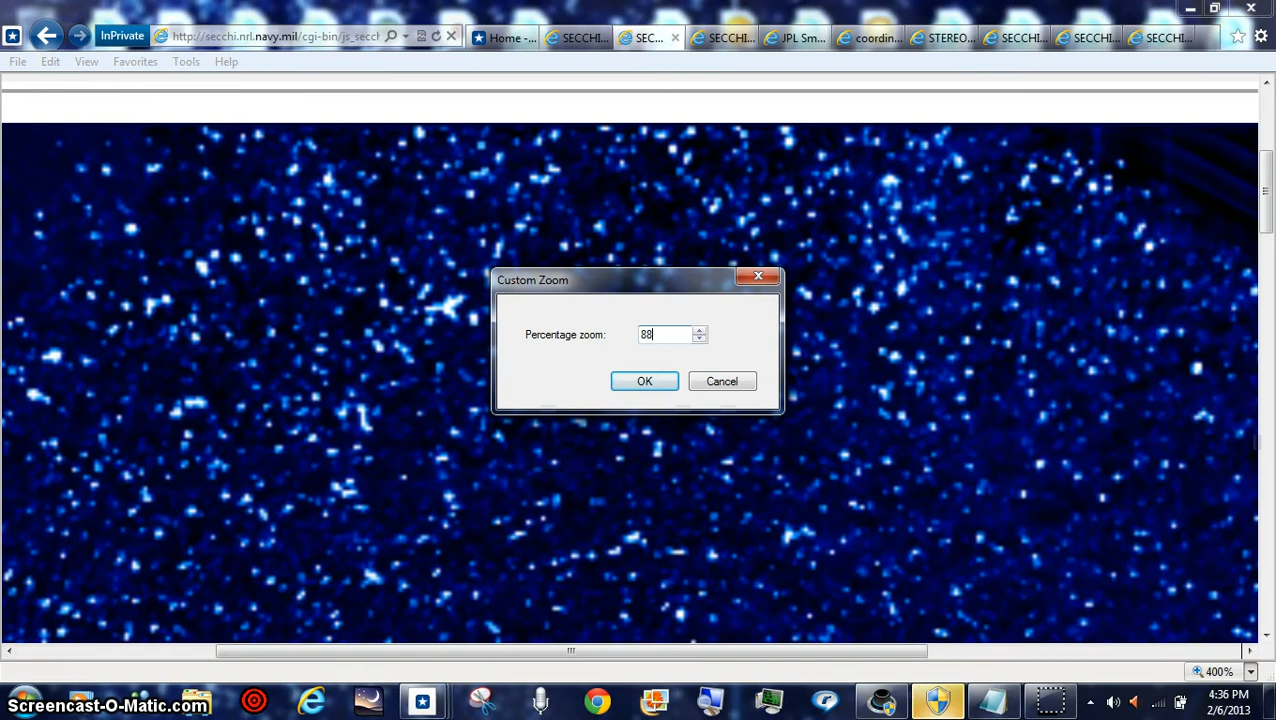 InPrivate
http://secchi.nrl.navy.mil/cgi-bin/js_secch
Home -...
SECCHI...
SEC...
SECCHI...
JPL Sm...
coordin...
STEREO...
SECCHI...
SECCHI...
SECCHI...
File Edit View Favorites Tools Help
Custom Zoom
Percentage zoom: 88
OK Cancel
400%
Screencast-O-Matic.com
4:36 PM
2/6/2013